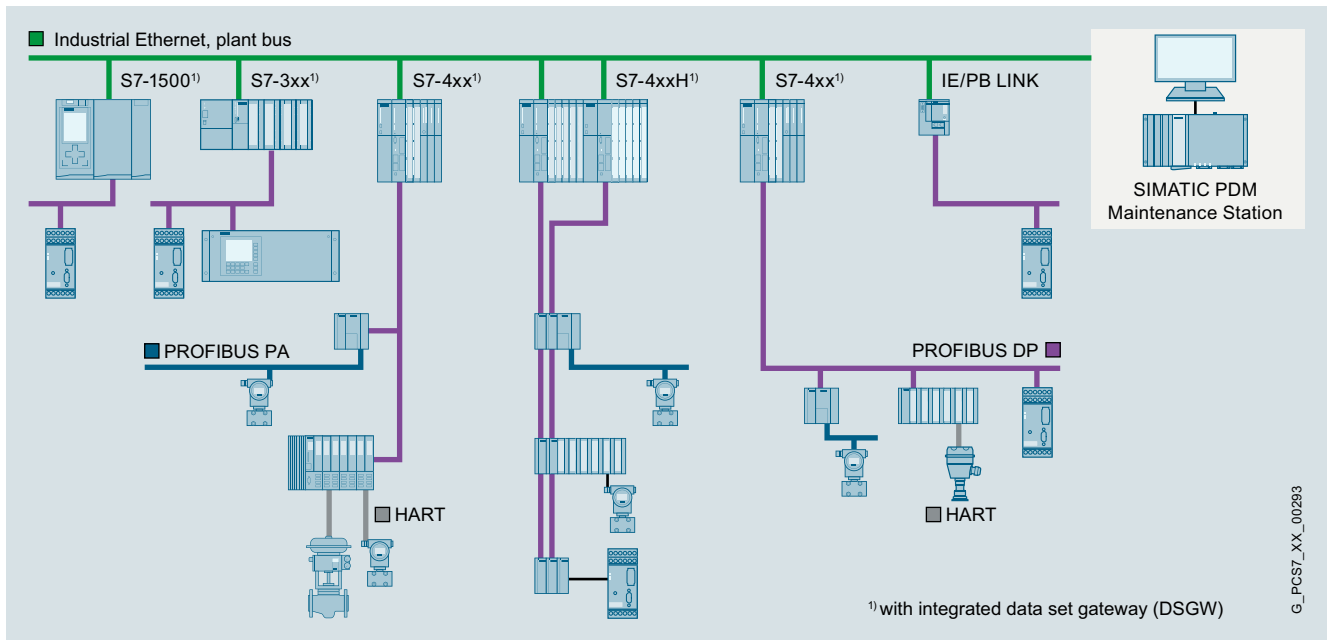 Industrial Ethernet, plant bus
S7-1500¹⁾
S7-3xx¹⁾
S7-4xx¹⁾
S7-4xxH¹⁾
S7-4xx¹⁾
IE/PB LINK
SIMATIC PDM
Maintenance Station
PROFIBUS PA
PROFIBUS DP
HART
HART
¹⁾ with integrated data set gateway (DSGW)
G_PCS7_XX_00293